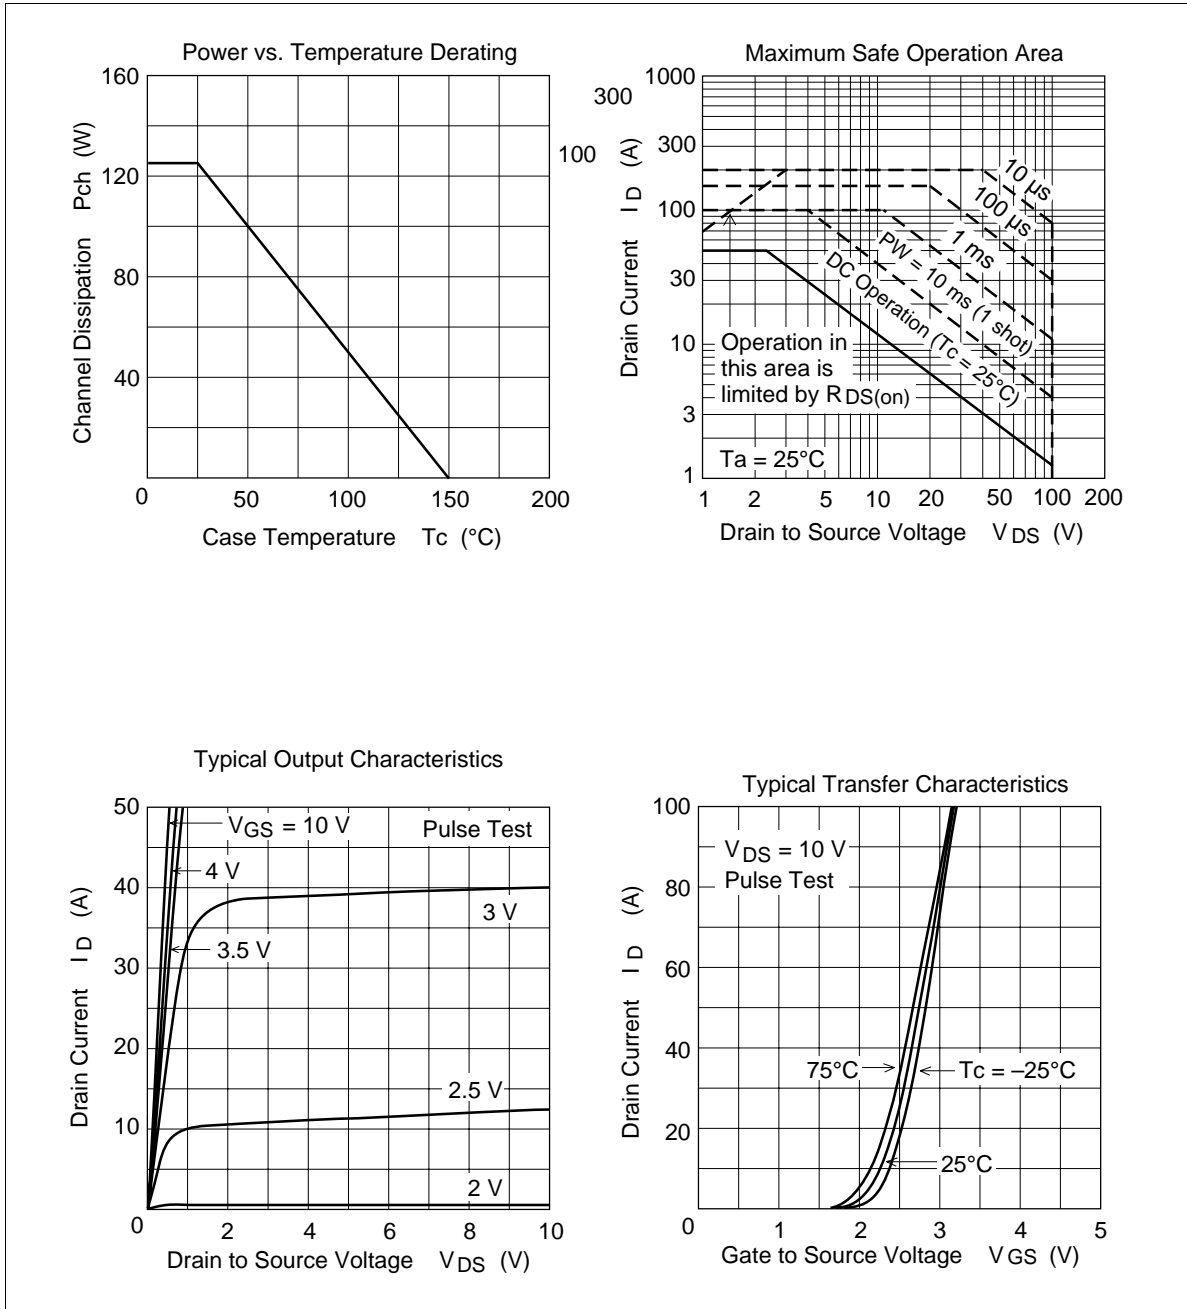 Power vs. Temperature Derating
160
120
80
40
0
50
100
150
200
Channel Dissipation Pch (W)
Case Temperature Tc (°C)
300
100
Maximum Safe Operation Area
1000
300
100
30
10
3
1
1
2
5
10
20
50
100
200
Drain Current I D (A)
Drain to Source Voltage V DS (V)
10 µs
100 µs
1 ms
PW = 10 ms (1 shot)
DC Operation (Tc = 25°C)
Operation in
this area is
limited by R DS(on)
Ta = 25°C
Typical Output Characteristics
50
40
30
20
10
0
2
4
6
8
10
Drain Current I D (A)
Drain to Source Voltage V DS (V)
VGS = 10 V
Pulse Test
4 V
3 V
3.5 V
2.5 V
2 V
Typical Transfer Characteristics
100
80
60
40
20
0
1
2
3
4
5
Drain Current I D (A)
Gate to Source Voltage V GS (V)
V DS = 10 V
Pulse Test
75°C
Tc = –25°C
25°C